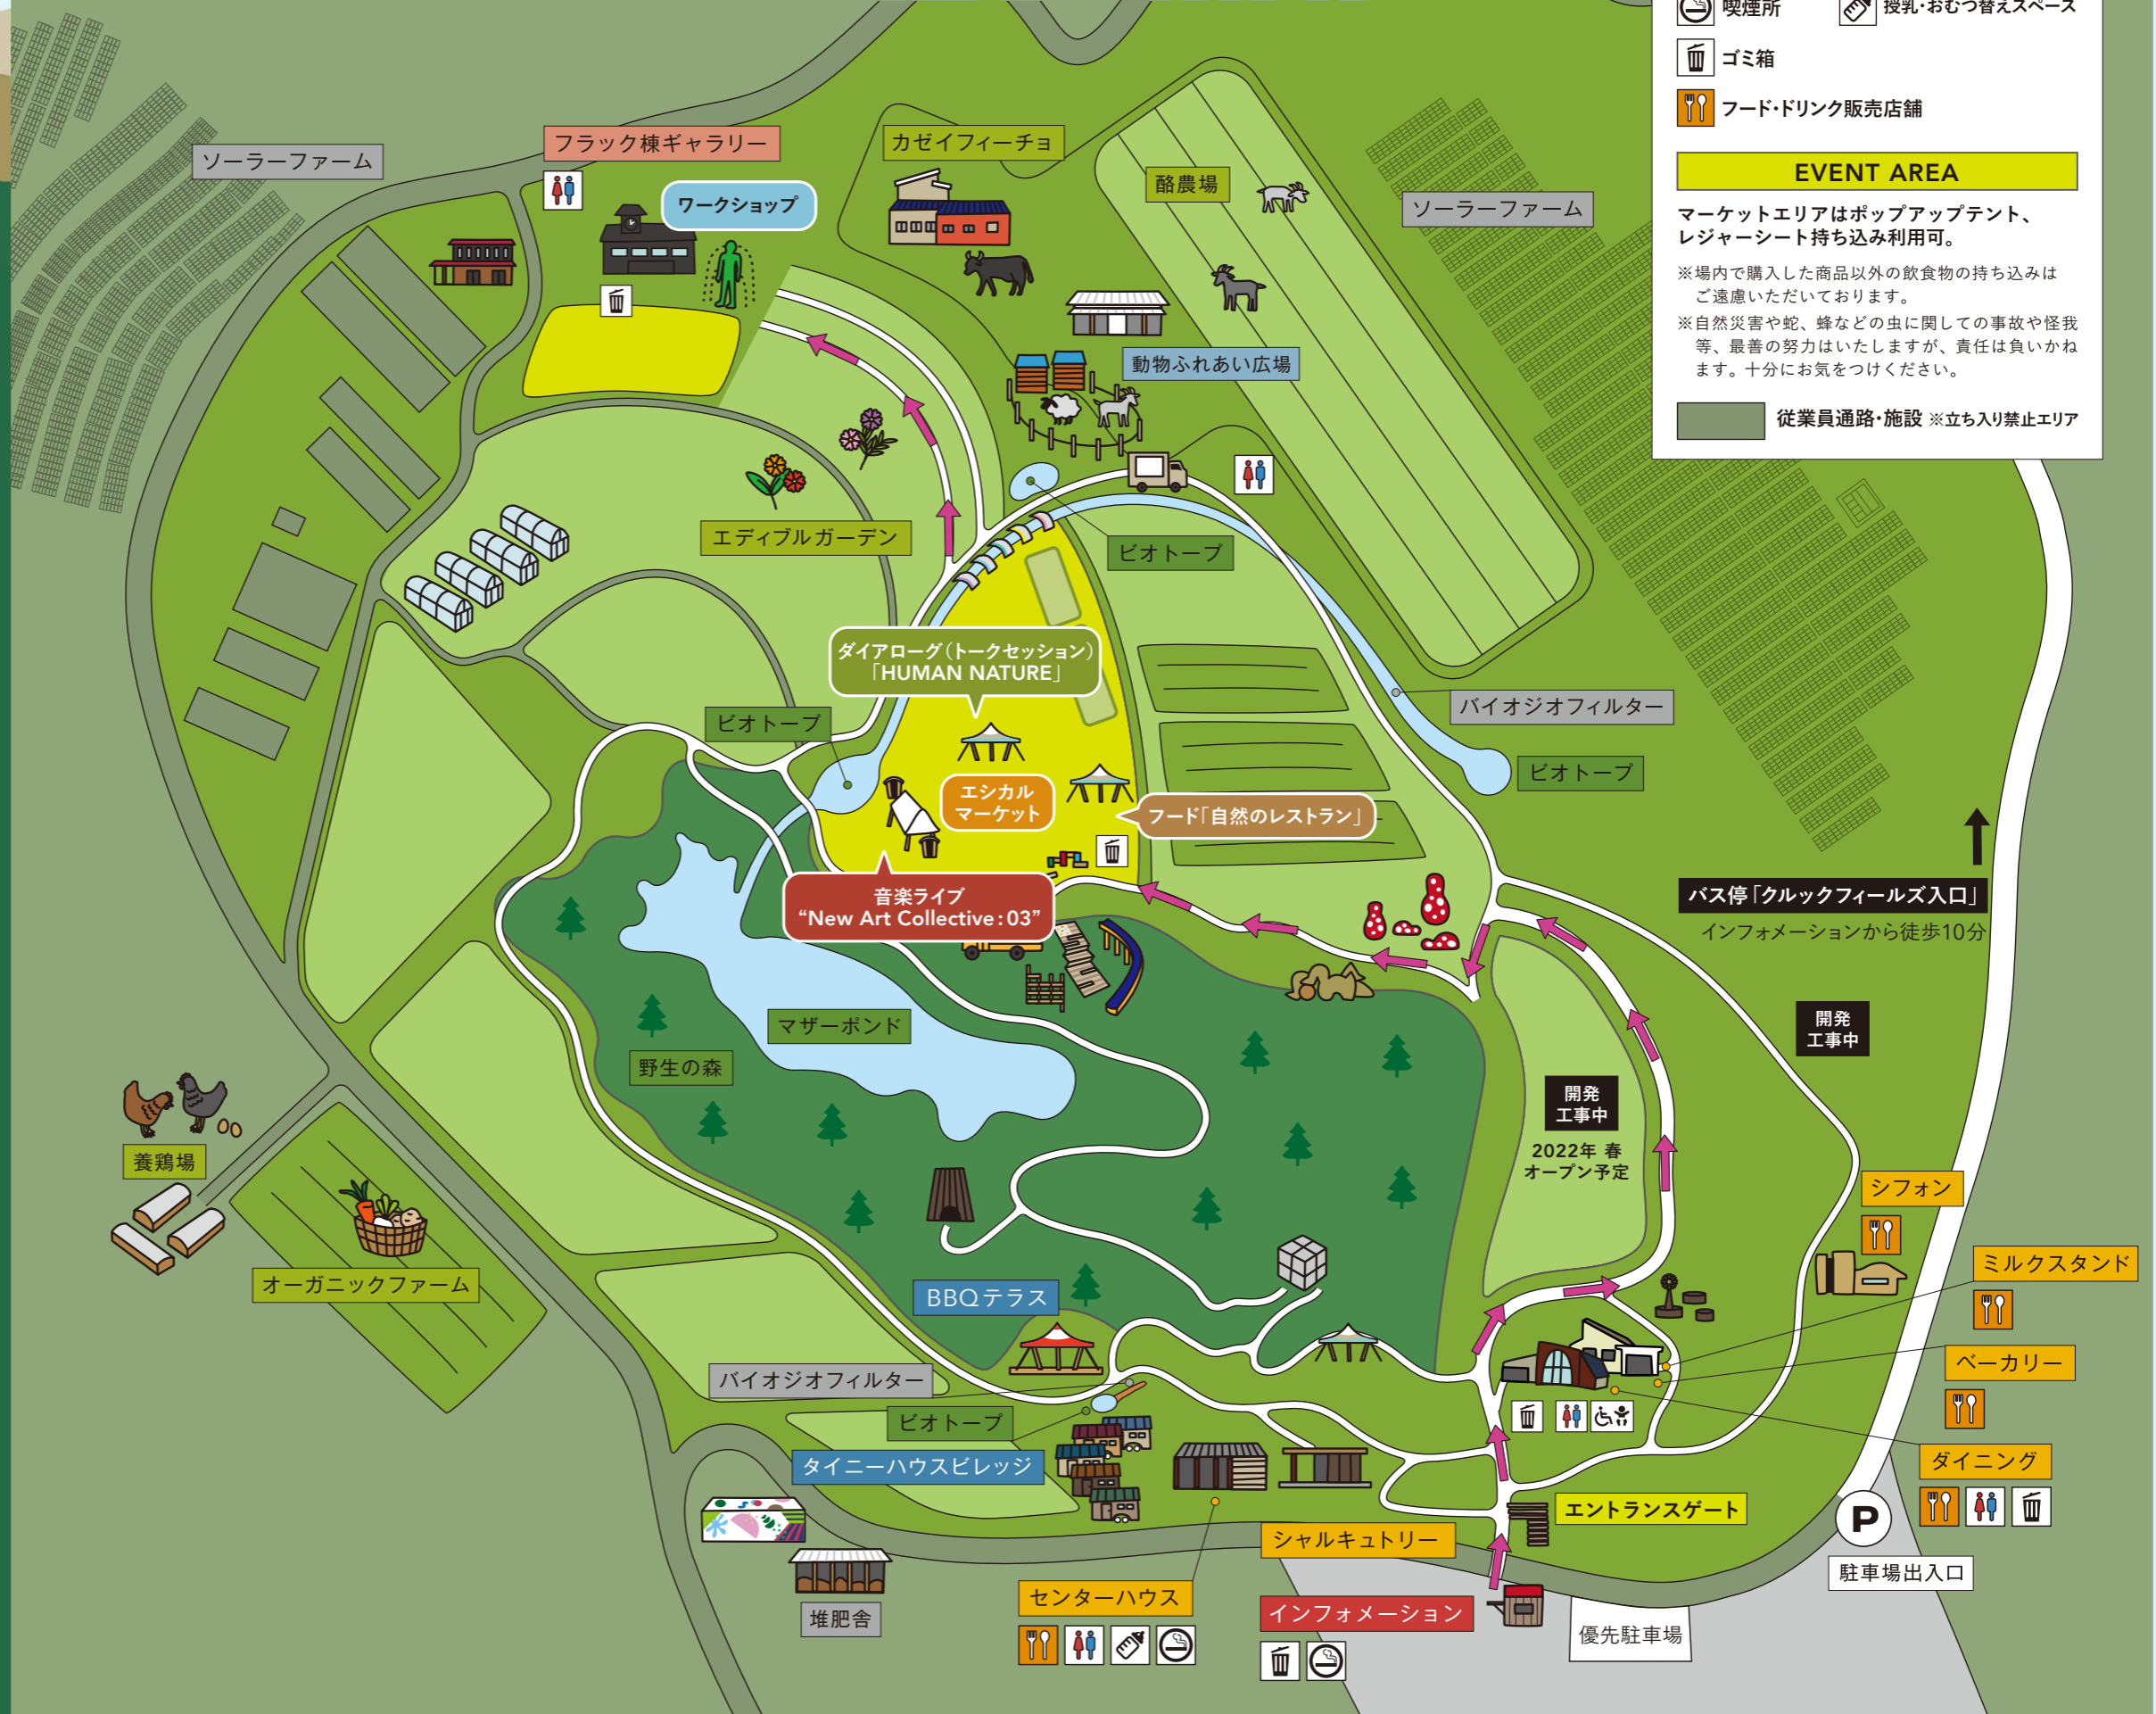 喫煙所
授乳・おむつ替えスペース
ゴミ箱
フード・ドリンク販売店舗
EVENT AREA
マーケットエリアはポップアップテント、
レジャーシート持ち込み利用可。
※場内で購入した商品以外の飲食物の持ち込みは
ご遠慮いただいております。
※自然災害や蛇、蜂などの虫に関しての事故や怪我
等、最善の努力はいたしますが、責任は負いかね
ます。十分にお気をつけください。
従業員通路・施設 ※立ち入り禁止エリア
フラック棟ギャラリー
カゼイフィーチョ
ソーラーファーム
酪農場
ワークショップ
ソーラーファーム
動物ふれあい広場
エディブルガーデン
ビオトープ
ダイアローグ（トークセッション）
「HUMAN NATURE」
バイオジオフィルター
ビオトープ
ビオトープ
エシカル
マーケット
フード「自然のレストラン」
音楽ライブ
“New Art Collective:03”
バス停「クルックフィールズ入口」
インフォメーションから徒歩10分
マザーポンド
開発
工事中
野生の森
開発
工事中
2022年 春
オープン予定
養鶏場
シフォン
オーガニックファーム
ミルクスタンド
BBQテラス
ベーカリー
バイオジオフィルター
ビオトープ
タイニーハウスビレッジ
ダイニング
エントランスゲート
シャルキュトリー
P
駐車場出入口
センターハウス
インフォメーション
堆肥舎
優先駐車場